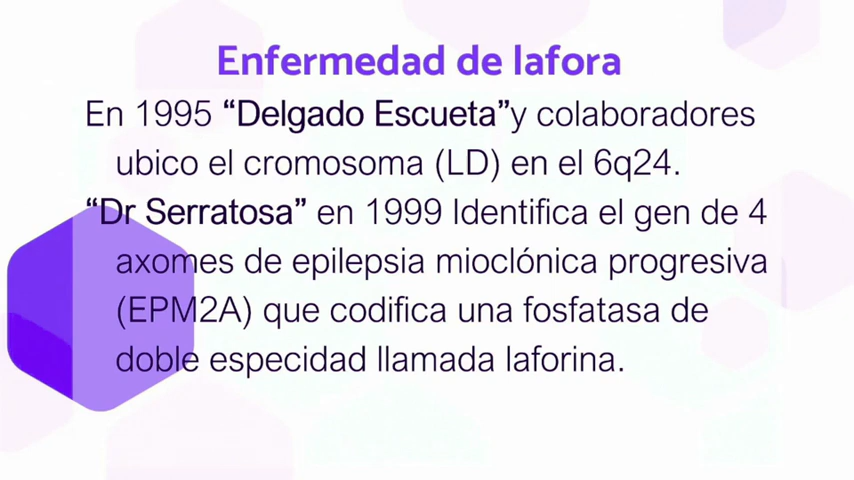 Enfermedad de lafora
En 1995 “Delgado Escueta”y colaboradores
ubico el cromosoma (LD) en el 6q24.
“Dr Serratosa” en 1999 Identifica el gen de 4
axomes de epilepsia mioclónica progresiva
(EPM2A) que codifica una fosfatasa de
doble especidad llamada laforina.